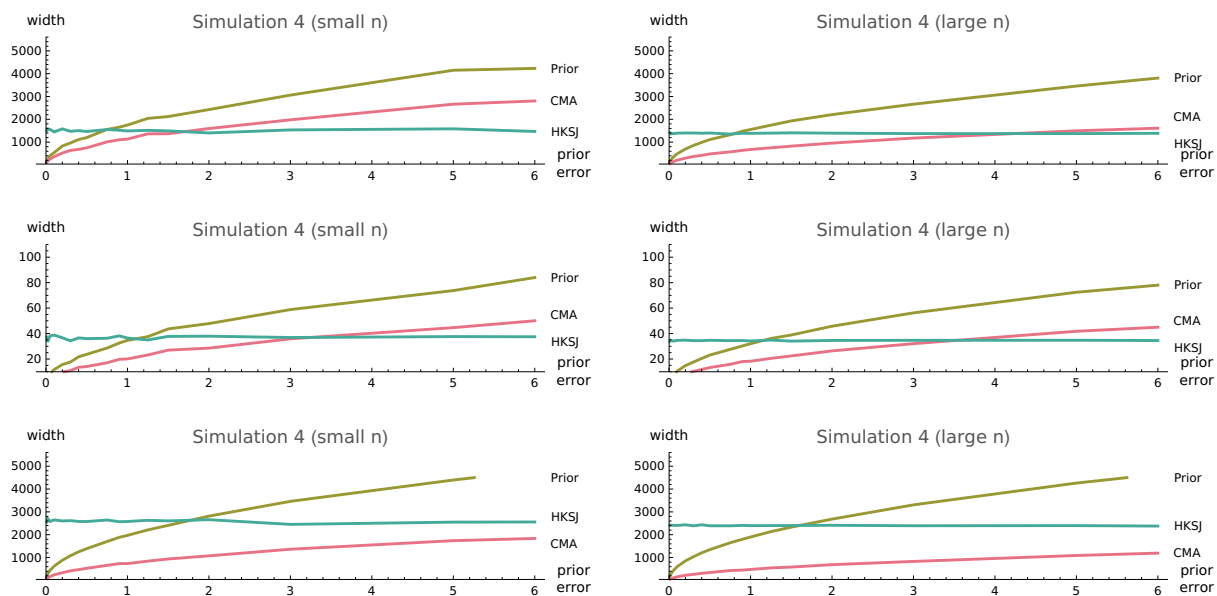 width
Simulation 4 (small n)
5000
4000
3000
2000
1000
0
1
2
3
4
5
6
Prior
CMA
HKSJ
prior
error
width
Simulation 4 (large n)
5000
4000
3000
2000
1000
0
1
2
3
4
5
6
Prior
CMA
HKSJ
prior
error
width
Simulation 4 (small n)
100
80
60
40
20
0
1
2
3
4
5
6
Prior
CMA
HKSJ
prior
error
width
Simulation 4 (large n)
100
80
60
40
20
0
1
2
3
4
5
6
Prior
CMA
HKSJ
prior
error
width
Simulation 4 (small n)
5000
4000
3000
2000
1000
0
1
2
3
4
5
6
Prior
HKSJ
CMA
prior
error
width
Simulation 4 (large n)
5000
4000
3000
2000
1000
0
1
2
3
4
5
6
Prior
HKSJ
CMA
prior
error